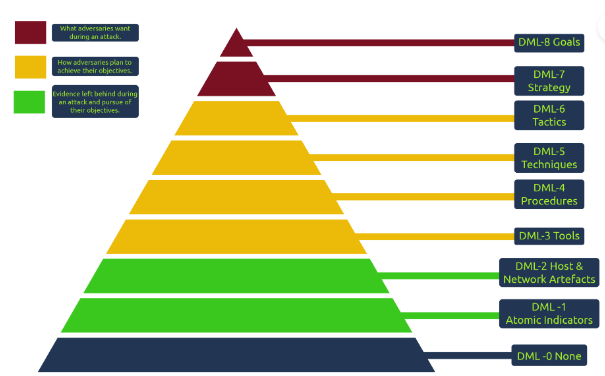 What adversaries want
during an attack.
How adversaries plan to
achieve their objectives.
Evidence left behind during
an attack and pursue of
their objectives.
DML-8 Goals
DML-7
Strategy
DML-6
Tactics
DML-5
Techniques
DML-4
Procedures
DML-3 Tools
DML-2 Host &
Network Artefacts
DML -1
Atomic Indicators
DML -0 None